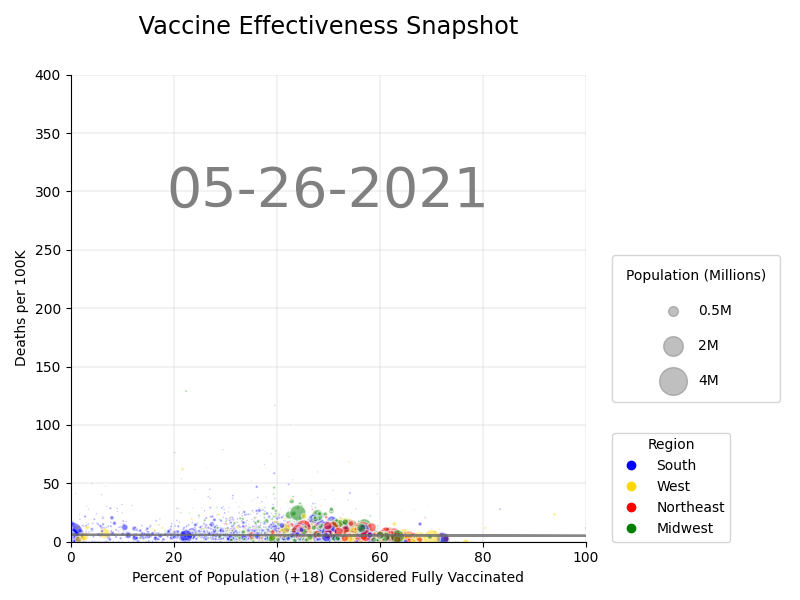 Vaccine Effectiveness Snapshot
400
350
05-26-2021
300
250
200
150
100
50
0
Deaths per 100K
0 20 40 60 80 100
Percent of Population (+18) Considered Fully Vaccinated
Population (Millions)
0.5M
2M
4M
Region
South
West
Northeast
Midwest